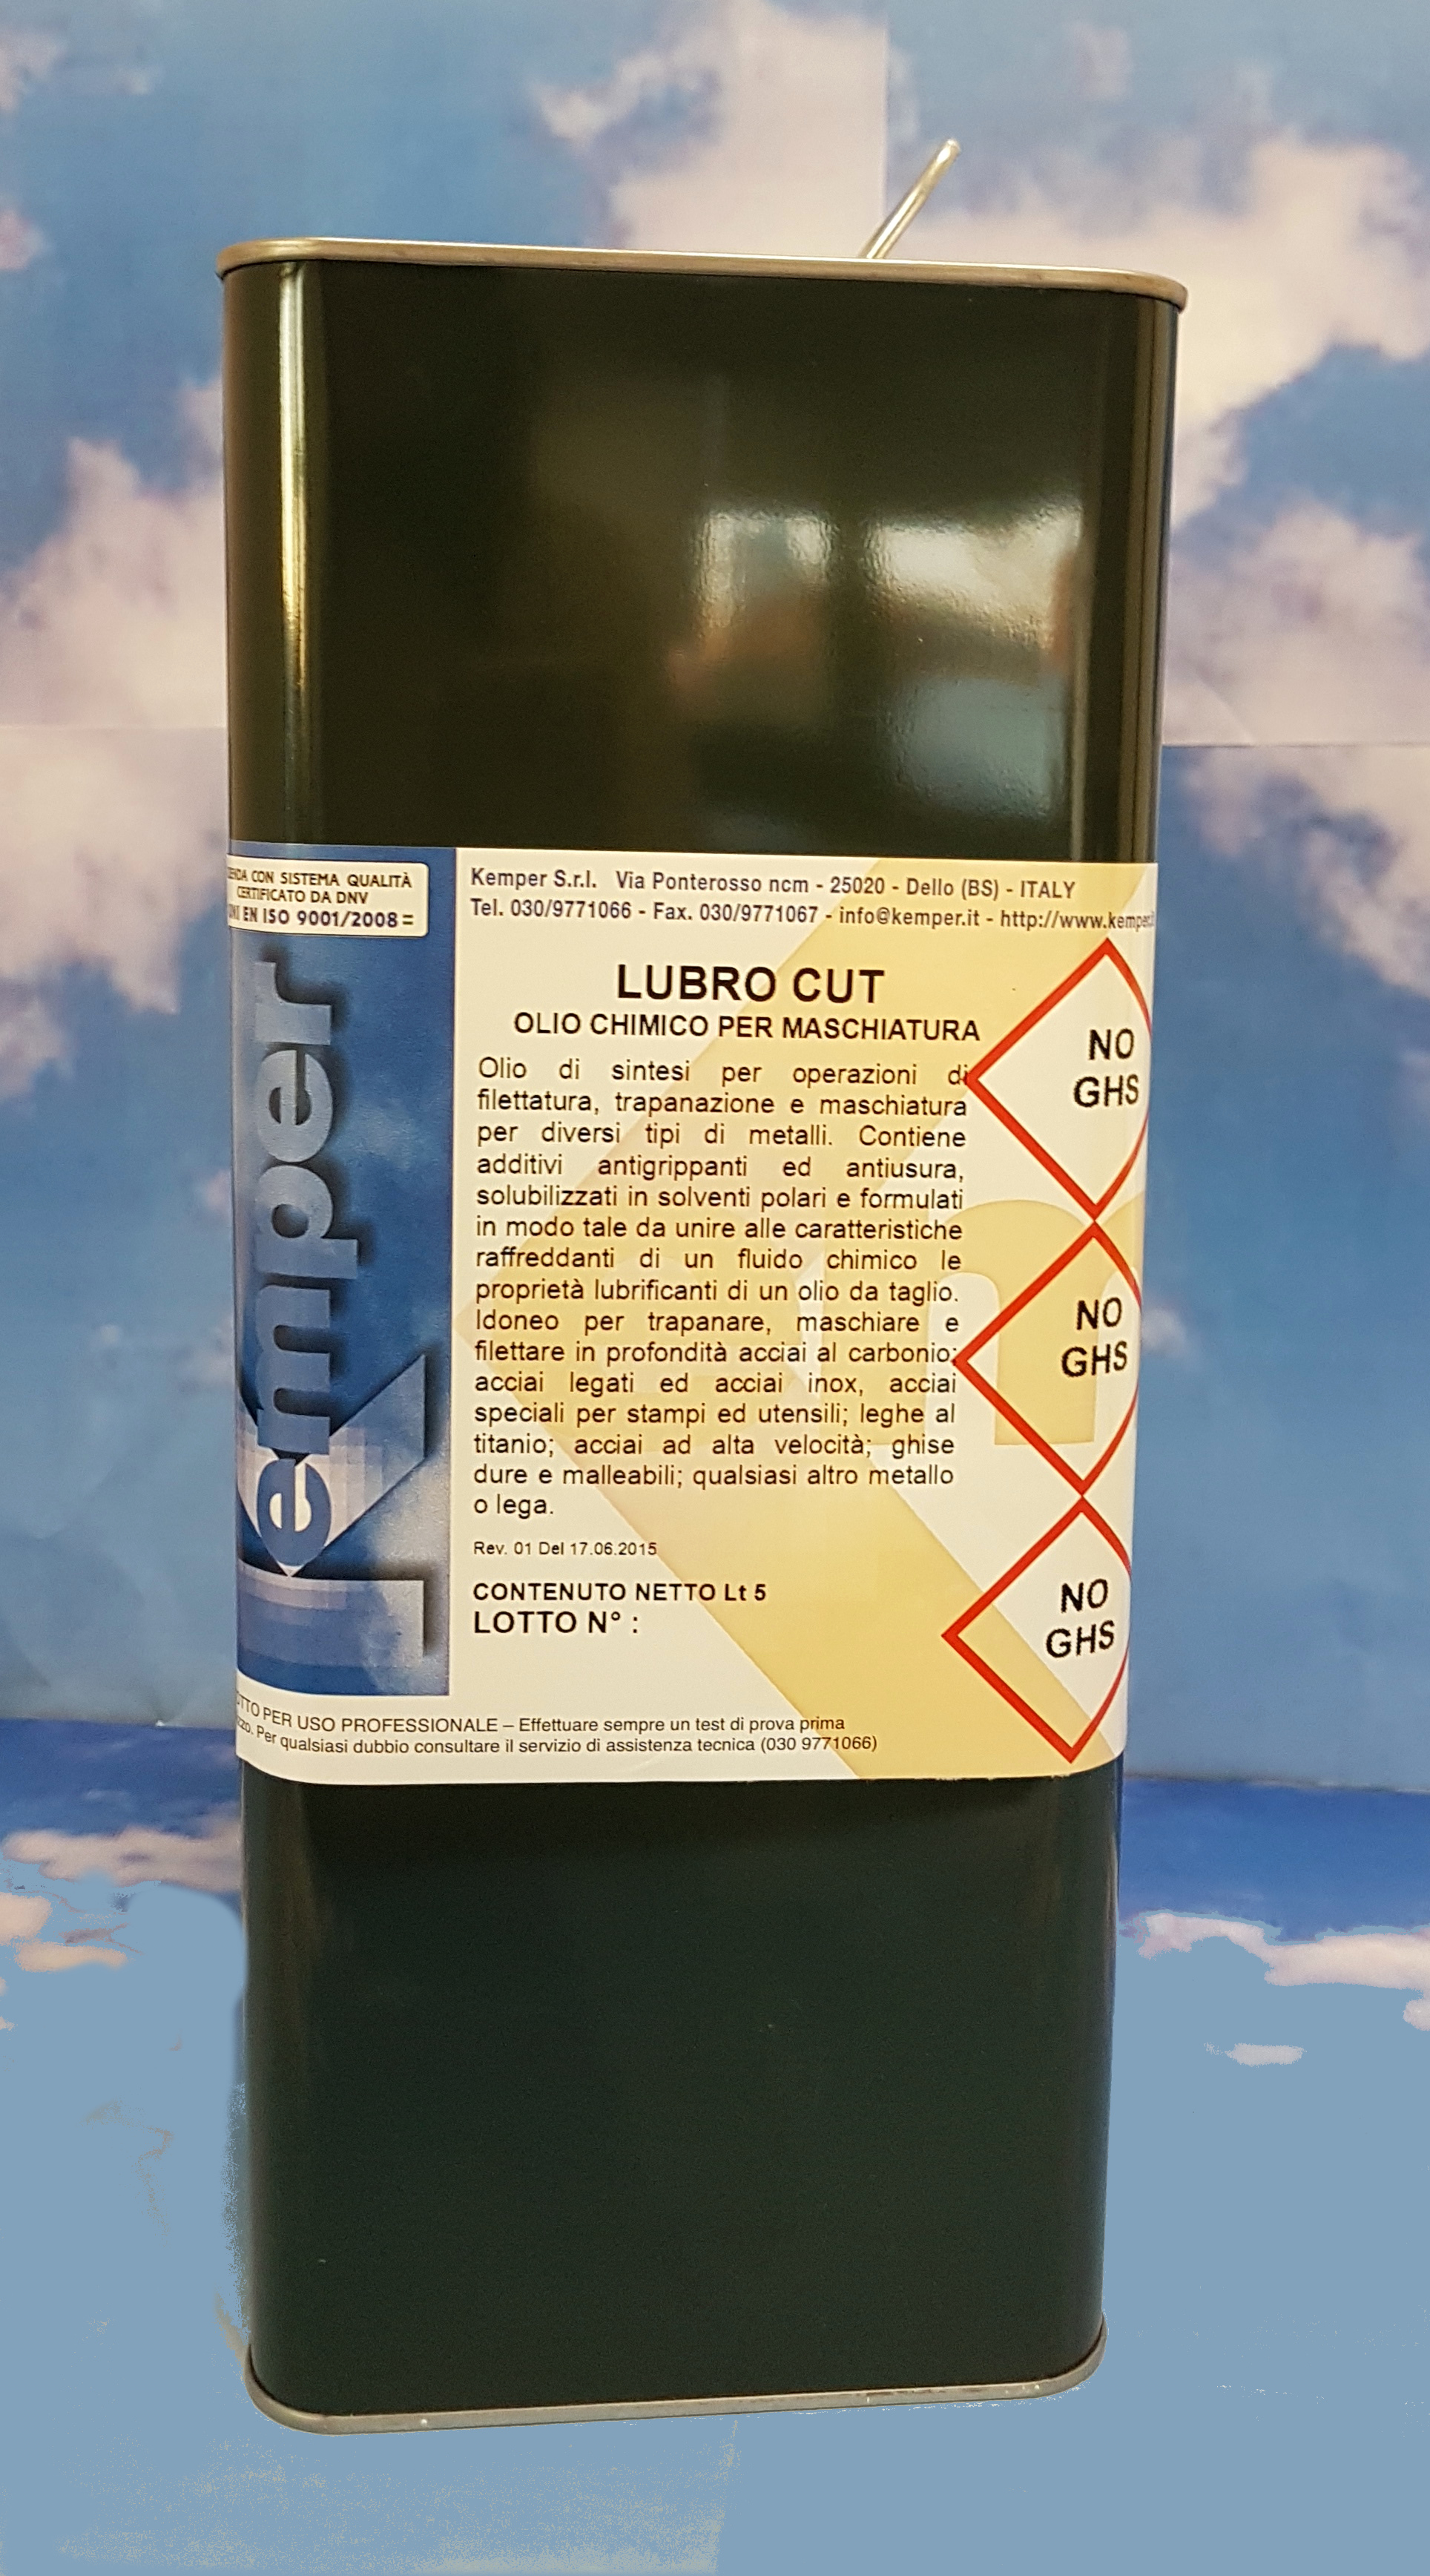 CON SISTEMA QUALITÀ
CERTIFICATO DA DNV
EN ISO 9001/2008 =
Kemper
Kemper S.r.l. Via Ponterosso ncm - 25020 - Dello (BS) - ITALY
Tel. 030/9771066 - Fax. 030/9771067 - info@kemper.it - http://www.kemper.i
LUBRO CUT
OLIO CHIMICO PER MASCHIATURA
Olio di sintesi per operazioni di
filettatura, trapanazione e maschiatura
per diversi tipi di metalli. Contiene
additivi antigrippanti ed antiusura,
solubilizzati in solventi polari e formulati
in modo tale da unire alle caratteristiche
raffreddanti di un fluido chimico le
proprietà lubrificanti di un olio da taglio.
Idoneo per trapanare, maschiare e
filettare in profondità acciai al carbonio;
acciai legati ed acciai inox, acciai
speciali per stampi ed utensili; leghe al
titanio; acciai ad alta velocità; ghise
dure e malleabili; qualsiasi altro metallo
o lega.
Rev. 01 Del 17.06.2015
CONTENUTO NETTO Lt 5
LOTTO N° :
NO
GHS
NO
GHS
NO
GHS
PER USO PROFESSIONALE – Effettuare sempre un test di prova prima
Per qualsiasi dubbio consultare il servizio di assistenza tecnica (030 9771066)